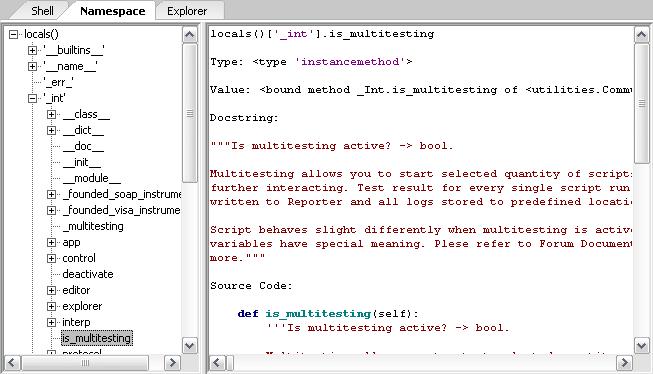 Shell Namespace Explorer
locals()
'__builtins__'
'__name__'
'_err_'
'_int'
__class__
__dict__
__doc__
__init__
__module__
_founded_soap_instrume
_founded_visa_instrume
_multitesting
app
control
deactivate
editor
explorer
interp
is_multitesting
protocol
locals()['_int'].is_multitesting
Type: <type 'instancemethod'>
Value: <bound method _Int.is_multitesting of <utilities.Commu
Docstring:
"""Is multitesting active? -> bool.
Multitesting allows you to start selected quantity of scripts
further interacting. Test result for every single script run
written to Reporter and all logs stored to predefined locatio
Script behaves slight differently when multitesting is active
variables have special meaning. Plese refer to Forum Document
more."""
Source Code:
def is_multitesting(self):
'''Is multitesting active? -> bool.